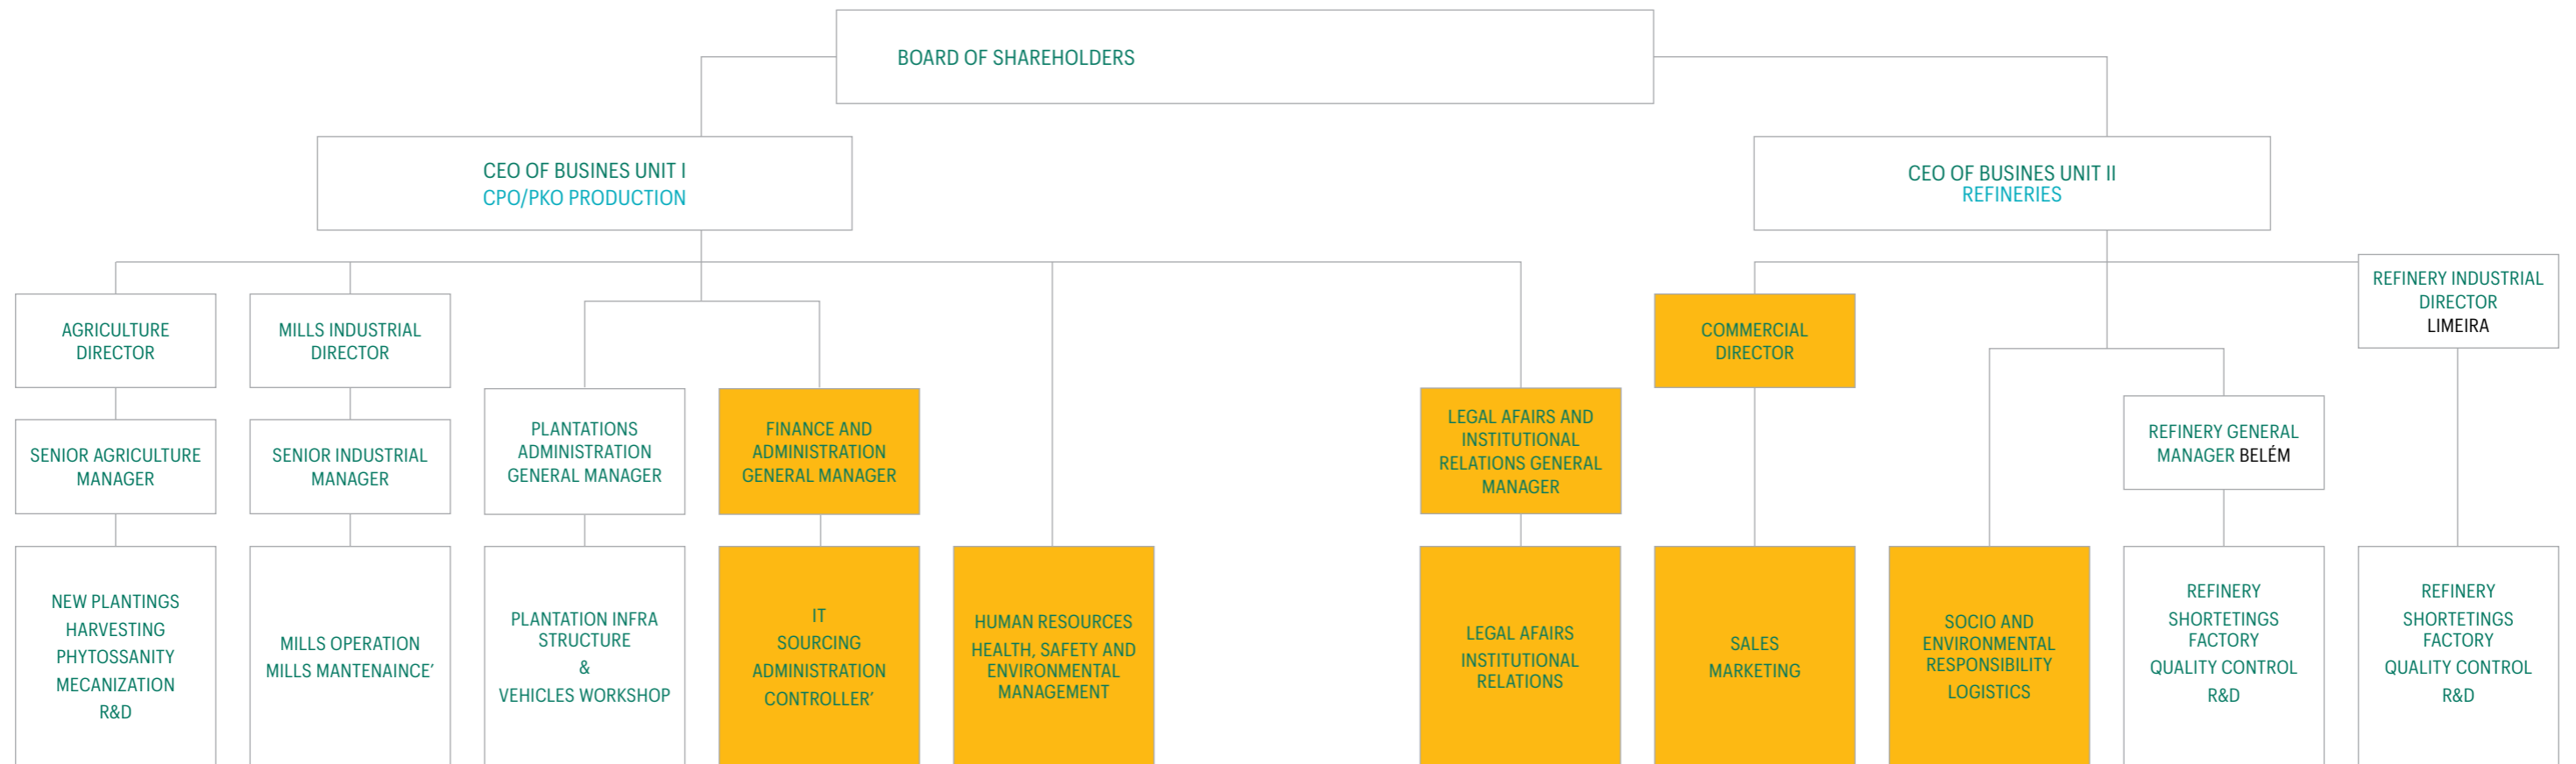 BOARD OF SHAREHOLDERS
CEO OF BUSINES UNIT I
CPO/PKO PRODUCTION
CEO OF BUSINES UNIT II
REFINERIES
AGRICULTURE
DIRECTOR
MILLS INDUSTRIAL
DIRECTOR
COMMERCIAL
DIRECTOR
REFINERY INDUSTRIAL
DIRECTOR
LIMEIRA
SENIOR AGRICULTURE
MANAGER
SENIOR INDUSTRIAL
MANAGER
PLANTATIONS
ADMINISTRATION
GENERAL MANAGER
FINANCE AND
ADMINISTRATION
GENERAL MANAGER
LEGAL AFAIRS AND
INSTITUTIONAL
RELATIONS GENERAL
MANAGER
REFINERY GENERAL
MANAGER BELÉM
NEW PLANTINGS
HARVESTING
PHYTOSSANITY
MECANIZATION
R&D
MILLS OPERATION
MILLS MANTENAINCE’
PLANTATION INFRA
STRUCTURE
&
VEHICLES WORKSHOP
IT
SOURCING
ADMINISTRATION
CONTROLLER’
HUMAN RESOURCES
HEALTH, SAFETY AND
ENVIRONMENTAL
MANAGEMENT
LEGAL AFAIRS
INSTITUTIONAL
RELATIONS
SALES
MARKETING
SOCIO AND
ENVIRONMENTAL
RESPONSIBILITY
LOGISTICS
REFINERY
SHORTETINGS
FACTORY
QUALITY CONTROL
R&D
REFINERY
SHORTETINGS
FACTORY
QUALITY CONTROL
R&D